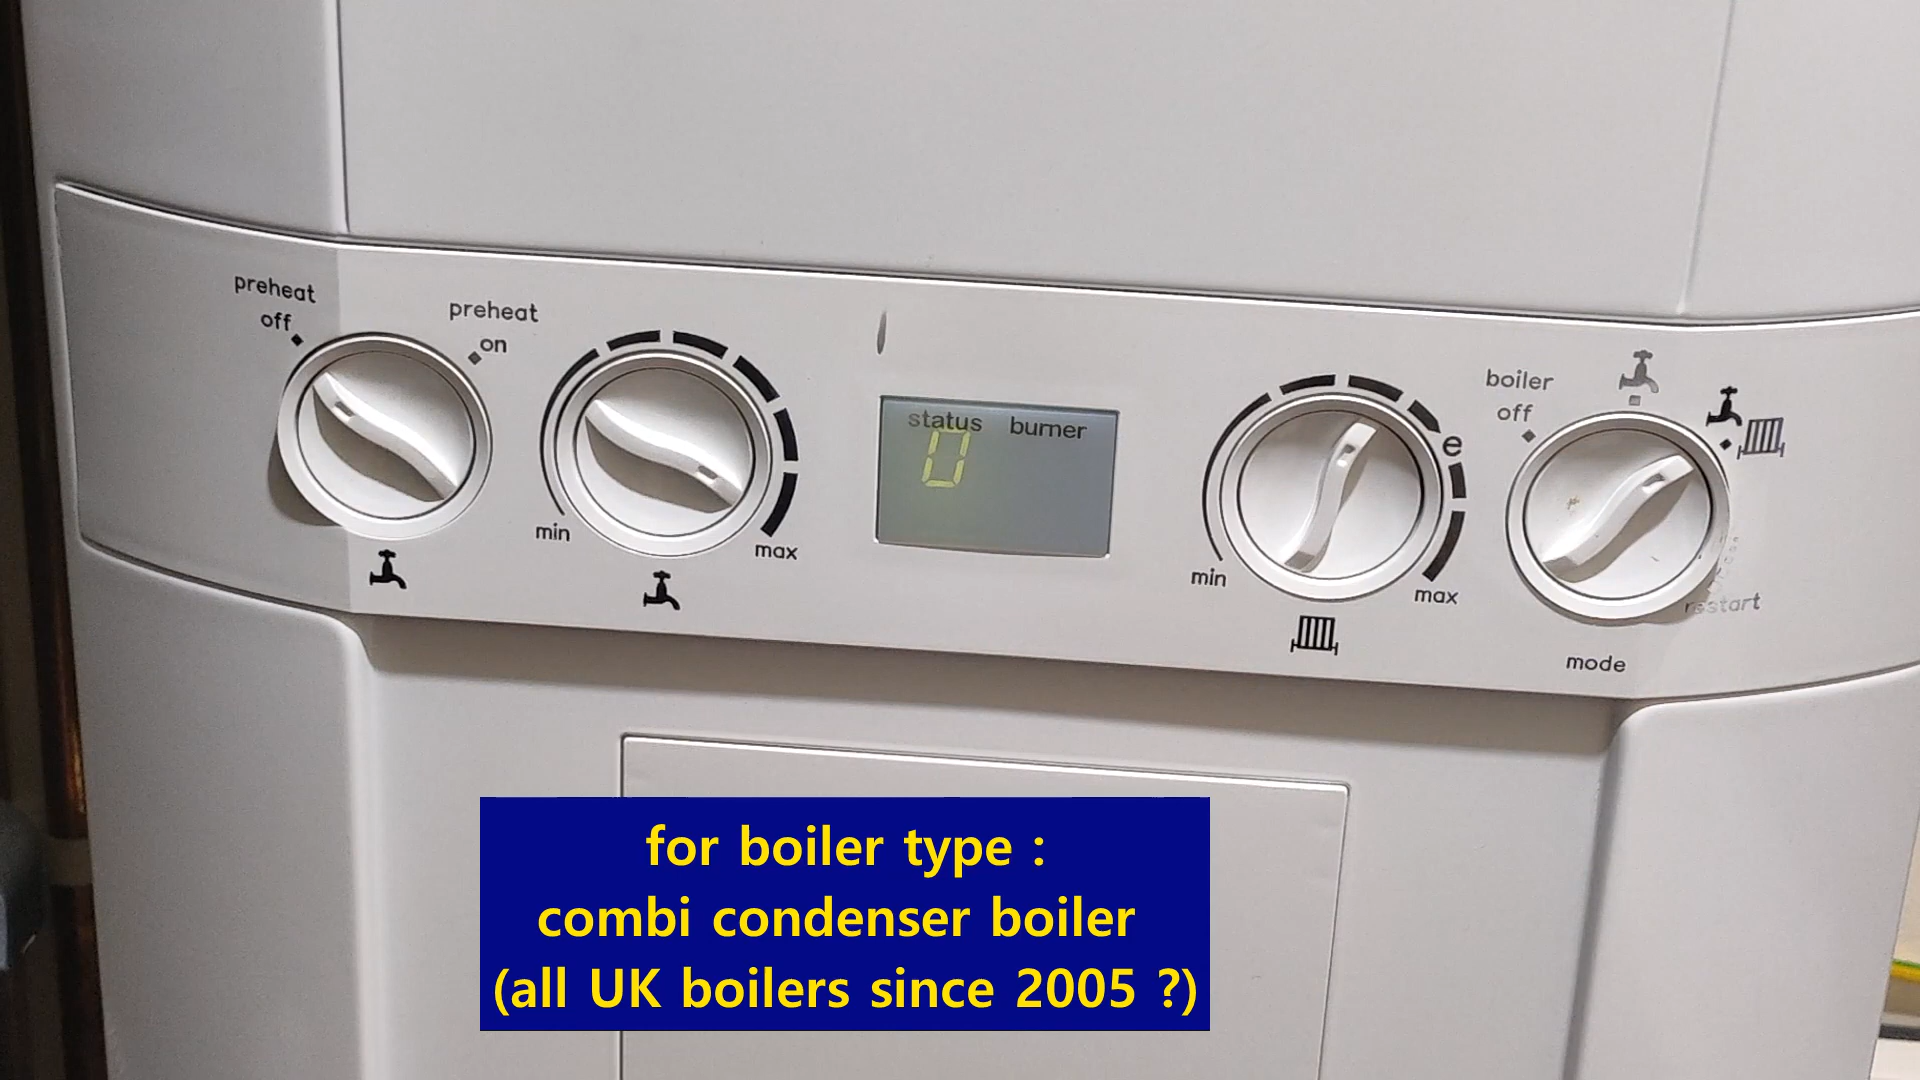 preheat
off
preheat
on
min
max
status burner
0
min
e
max
boiler
off
restart
mode
for boiler type :
combi condenser boiler
(all UK boilers since 2005 ?)